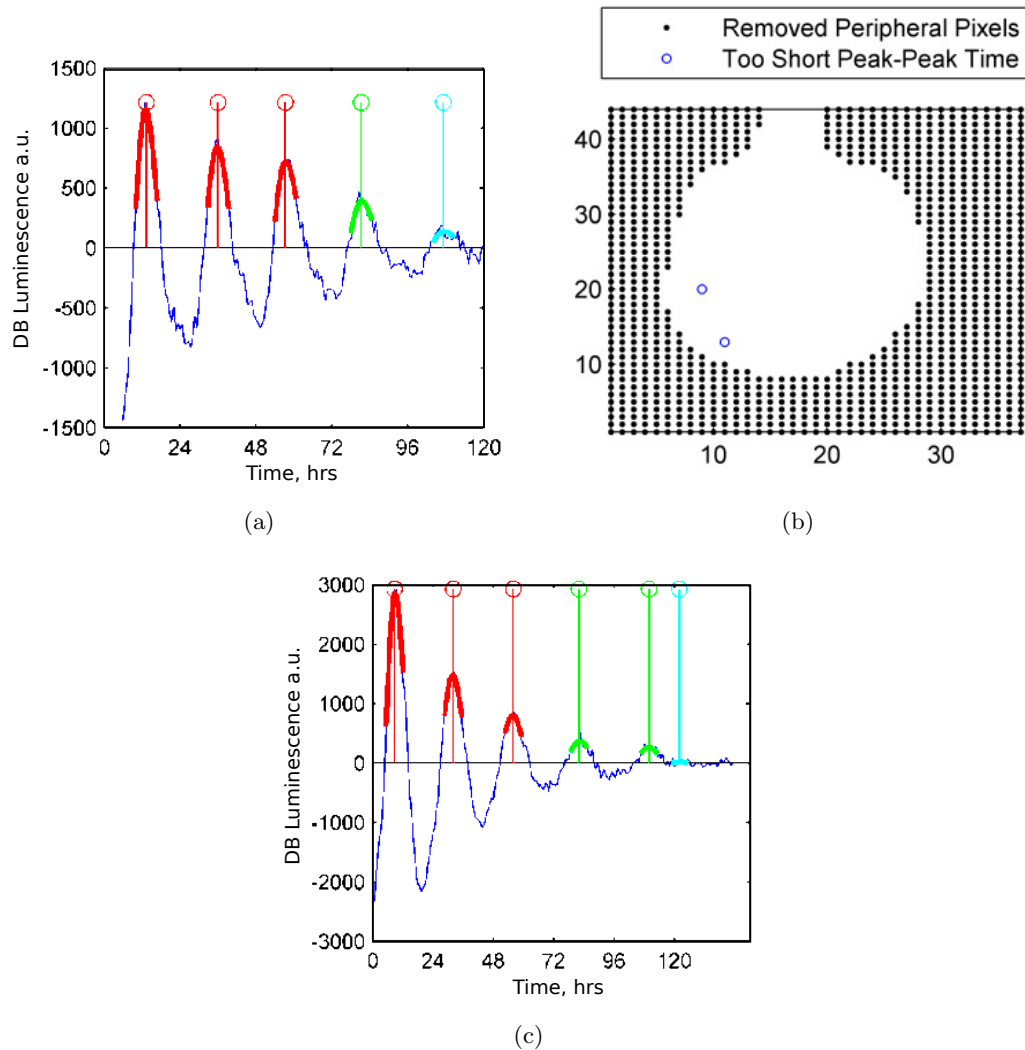 Removed Peripheral Pixels
Too Short Peak-Peak Time
1500
1000
500
0
-500
-1000
-1500
DB Luminescence a.u.
0 24 48 72 96 120
Time, hrs
(a)
40
30
20
10
10 20 30
(b)
3000
2000
1000
0
-1000
-2000
-3000
DB Luminescence a.u.
0 24 48 72 96 120
Time, hrs
(c)